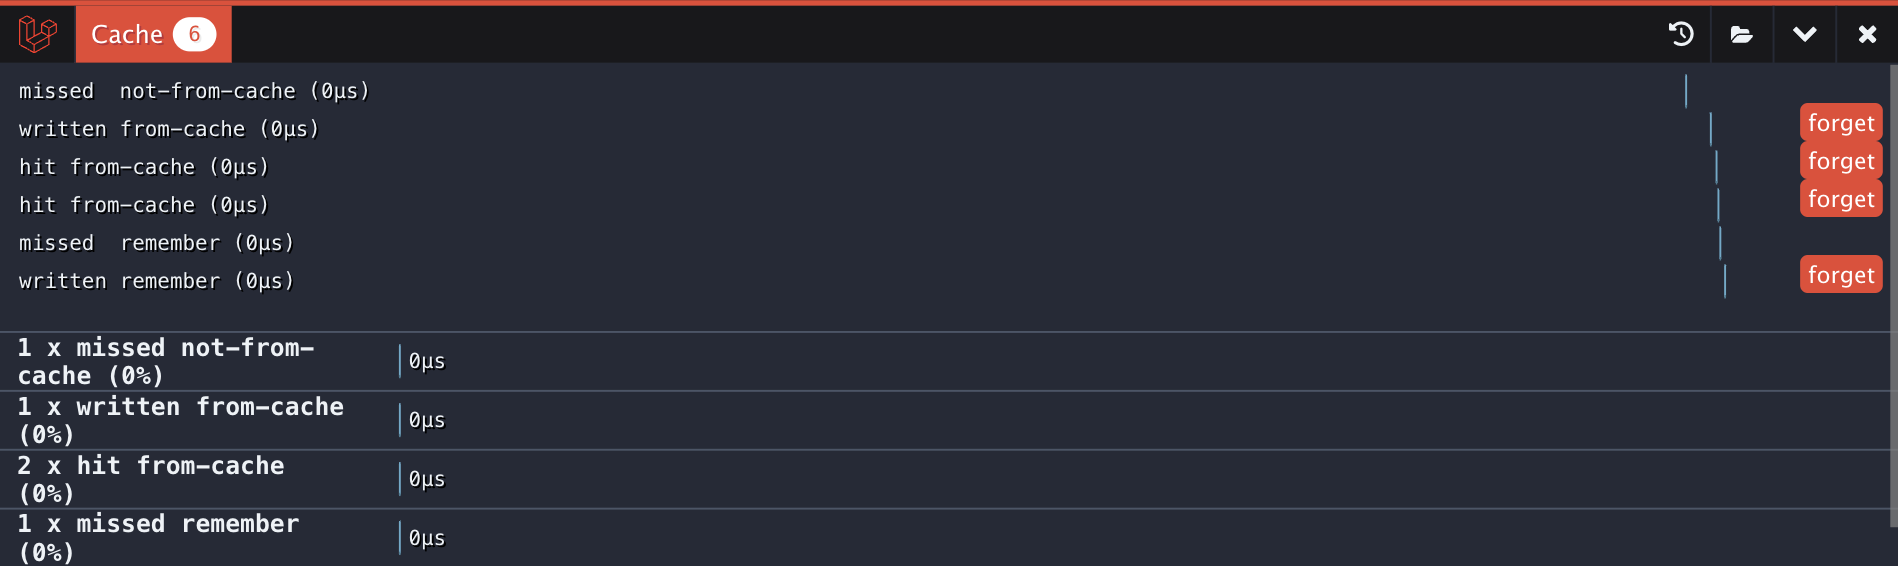 Cache 6
missed  not-from-cache (0μs)
written from-cache (0μs) forget
hit from-cache (0μs) forget
hit from-cache (0μs) forget
missed  remember (0μs)
written remember (0μs) forget
1 x missed not-from-
cache (0%) 0μs
1 x written from-cache
(0%) 0μs
2 x hit from-cache
(0%) 0μs
1 x missed remember
(0%) 0μs